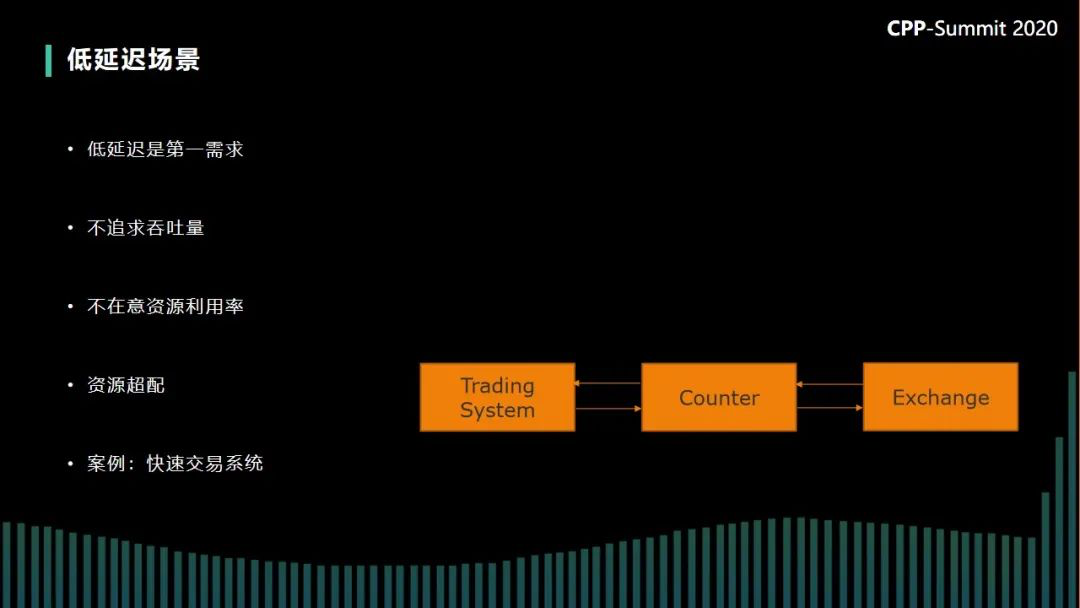 CPP-Summit 2020
低延迟场景
• 低延迟是第一需求
• 不追求吞吐量
• 不在意资源利用率
• 资源超配
• 案例：快速交易系统
Trading
System
Counter
Exchange